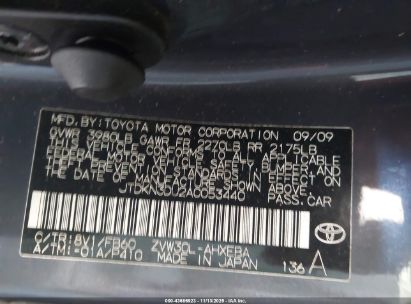 MFD. BY: TOYOTA MOTOR CORPORATION 09/09
GVWR 3980LB GAWR FR 2270LB RR 2175LB
THIS VEHICLE CONFORMS TO ALL APPLICABLE
FEDERAL MOTOR VEHICLE SAFETY, BUMPER, AND
THEFT PREVENTION STANDARDS IN EFFECT ON
THE DATE OF MANUFACTURE SHOWN ABOVE.
PASS.CAR
C/TR:8V1/FB60 ZVW30L-AHXEBA
A/TM:-01A/P410 MADE IN JAPAN
136 A
TOYOTA